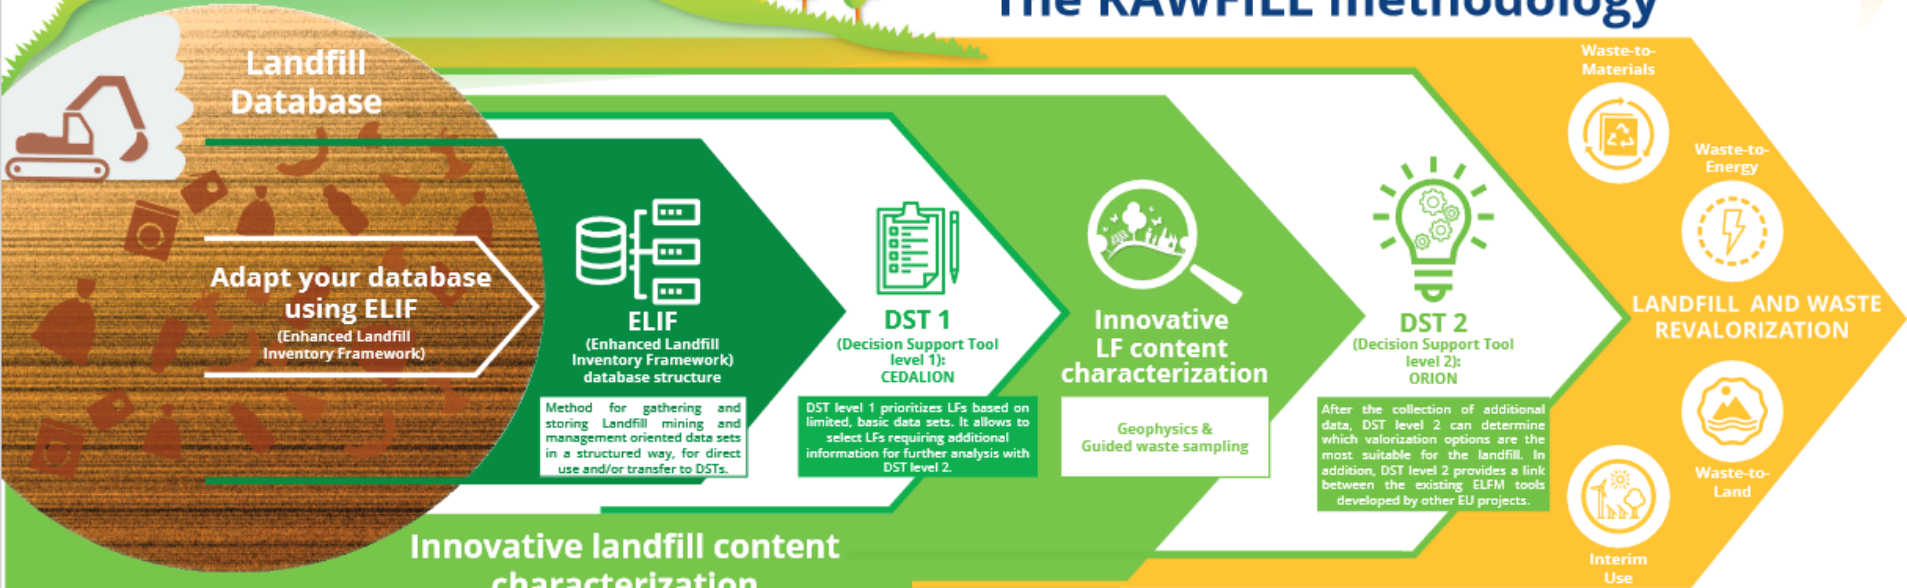 The RAWFILL methodology
Landfill
Database
Adapt your database
using ELIF
(Enhanced Landfill
Inventory Framework)
ELIF
(Enhanced Landfill
Inventory Framework)
database structure
Method for gathering and
storing Landfill mining and
management oriented data sets
in a structured way, for direct
use and/or transfer to DSTs.
DST 1
(Decision Support Tool
level 1):
CEDALION
DST level 1 prioritizes LFs based on
limited, basic data sets. It allows to
select LFs requiring additional
information for further analysis with
DST level 2.
Innovative
LF content
characterization
Geophysics &
Guided waste sampling
DST 2
(Decision Support Tool
level 2):
ORION
After the collection of additional
data, DST level 2 can determine
which valorization options are the
most suitable for the landfill. In
addition, DST level 2 provides a link
between the existing ELFM tools
developed by other EU projects.
Waste-to-
Materials
Waste-to-
Energy
LANDFILL AND WASTE
REVALORIZATION
Waste-to-
Land
Interim
Use
Innovative landfill content
characterization